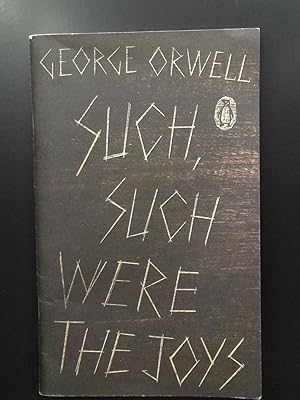 GEORGE ORWELL
SUCH,
SUCH
WERE
THE JOYS